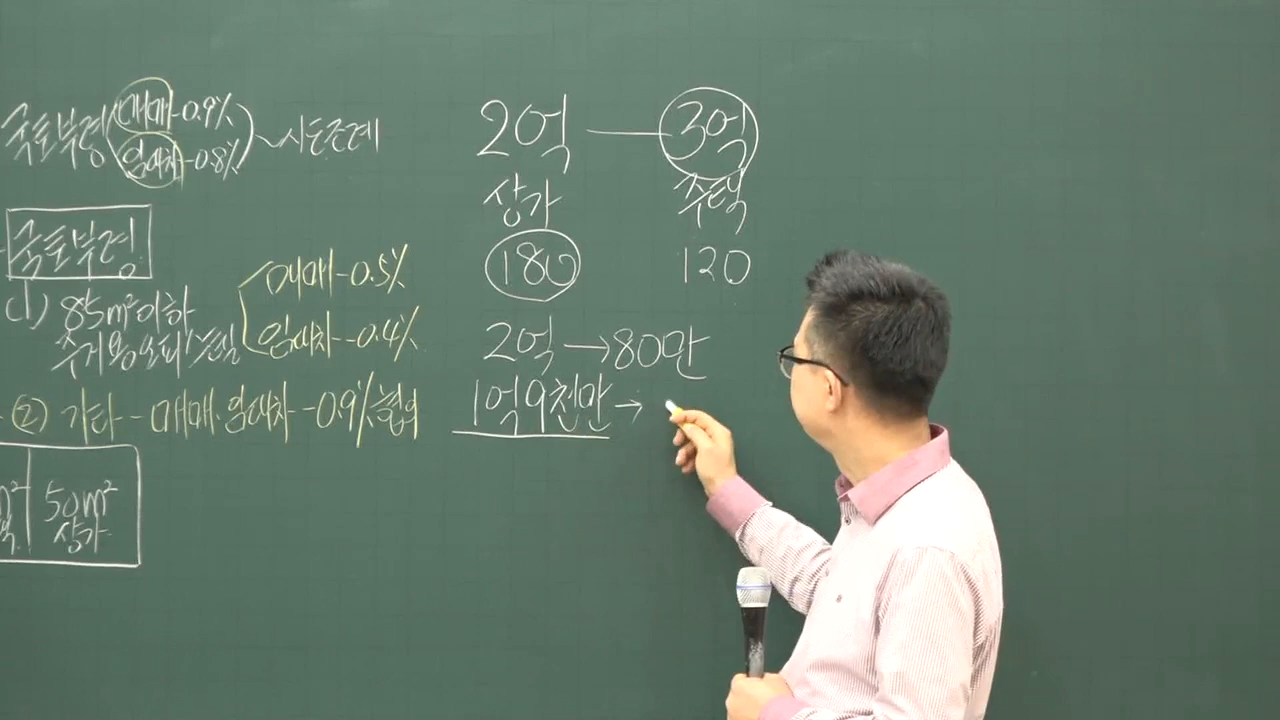 국토부령(매매-0.9%
임대차-0.8%)~시도조례
국토부령
(1) 85m²이하
주거용오피스텔
매매-0.5%
임대차-0.4%
(2) 기타-매매·임대차-0.9%협의
50m²
상가
2억 — 3억
상가 주택
180 120
2억→80만
1억9천만→